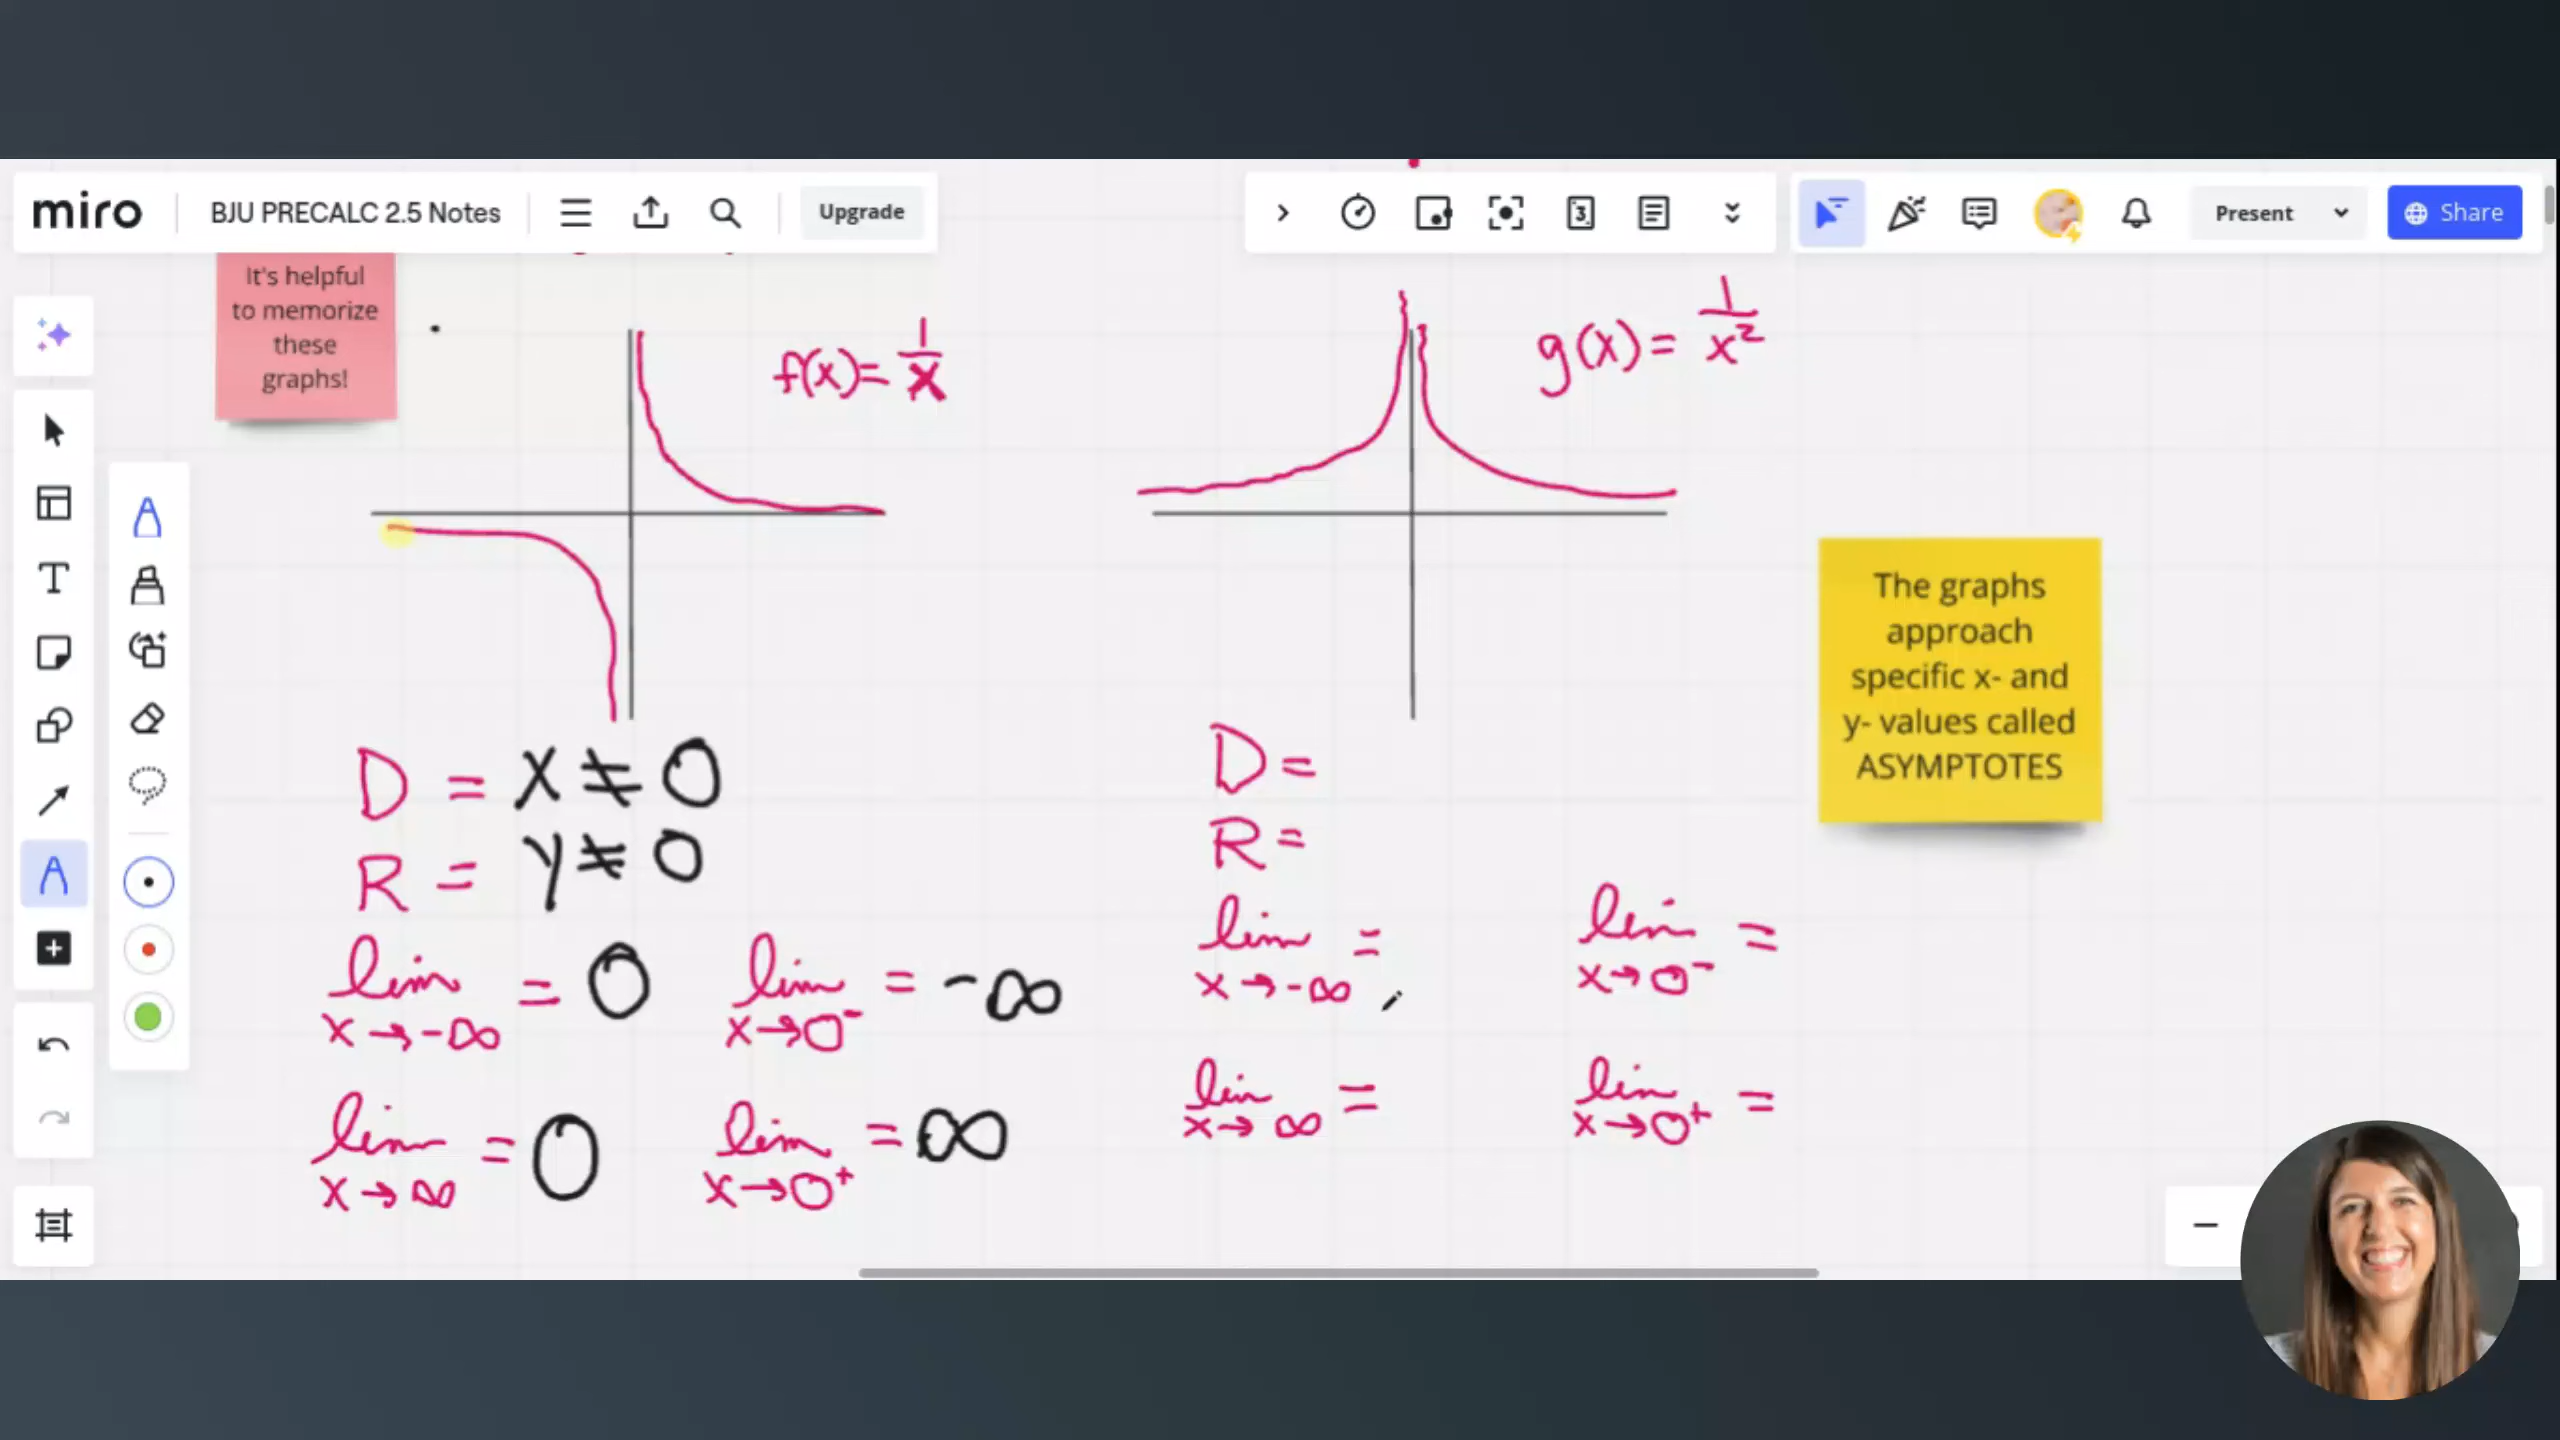 miro
BJU PRECALC 2.5 Notes
Upgrade
3
Present
Share
It's helpful
to memorize
these
graphs!
f(x) = 1/x
g(x) = 1/x²
The graphs
approach
specific x- and
y- values called
ASYMPTOTES
T
D = x ≠ 0
R = y ≠ 0
lim x→-∞ = 0
lim x→0⁻ = -∞
lim x→∞ = 0
lim x→0⁺ = ∞
D =
R =
lim x→-∞ =
lim x→0⁻ =
lim x→∞ =
lim x→0⁺ =